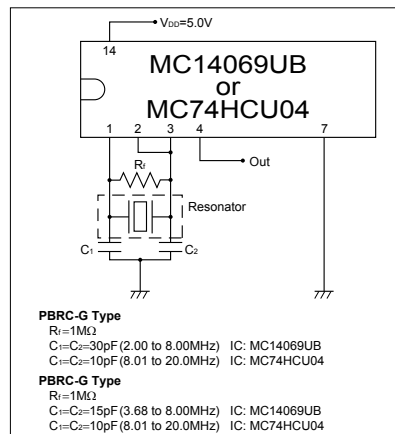 VDD=5.0V
14
MC14069UB
or
MC74HCU04
1 2 3 4 7
Out
Rf
Resonator
C1 C2
PBRC-G Type
Rf=1MΩ
C1=C2=30pF(2.00 to 8.00MHz) IC: MC14069UB
C1=C2=10pF(8.01 to 20.0MHz) IC: MC74HCU04
PBRC-G Type
Rf=1MΩ
C1=C2=15pF(3.68 to 8.00MHz) IC: MC14069UB
C1=C2=10pF(8.01 to 20.0MHz) IC: MC74HCU04